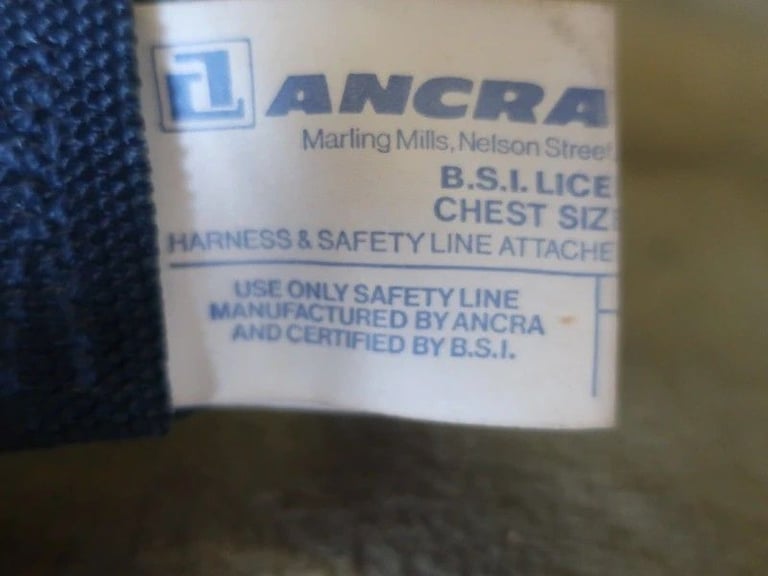 ANCRA
Marling Mills, Nelson Street,
B.S.I. LICE
CHEST SIZ
HARNESS & SAFETY LINE ATTACHE
USE ONLY SAFETY LINE
MANUFACTURED BY ANCRA
AND CERTIFIED BY B.S.I.